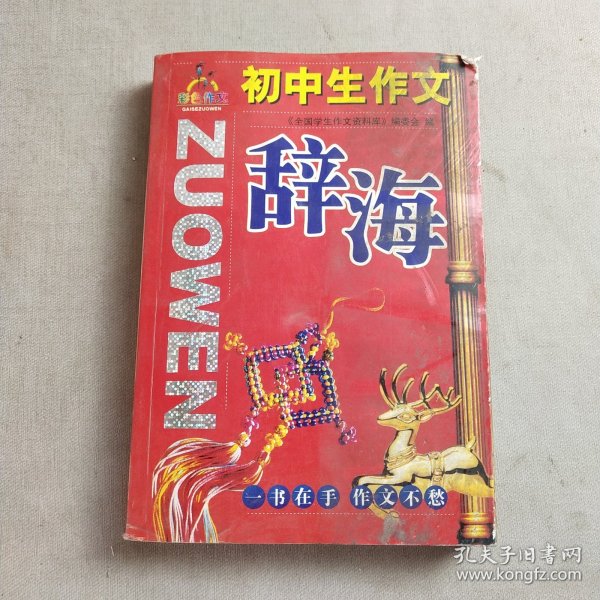 彩色作文
CAISEZUOWEN
初中生作文
《全国学生作文资料库》编委会 编
辞海
ZUOWEN
一书在手 作文不愁
孔夫子旧书网
www.kongfz.com